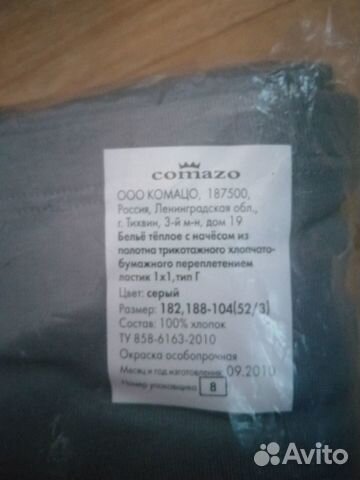 comazo
ООО КОМАЦО, 187500,
Россия, Ленинградская обл.,
г. Тихвин, 3-й м-н, дом 19
Бельё тёплое с начёсом из
полотна трикотажного хлопчато-
бумажного переплетением
ластик 1х1, тип Г
Цвет: серый
Размер: 182,188-104(52/3)
Состав: 100% хлопок
ТУ 858-6163-2010
Окраска особопрочная
Месяц и год изготовления: 09.2010
Номер упаковщика 8
Avito